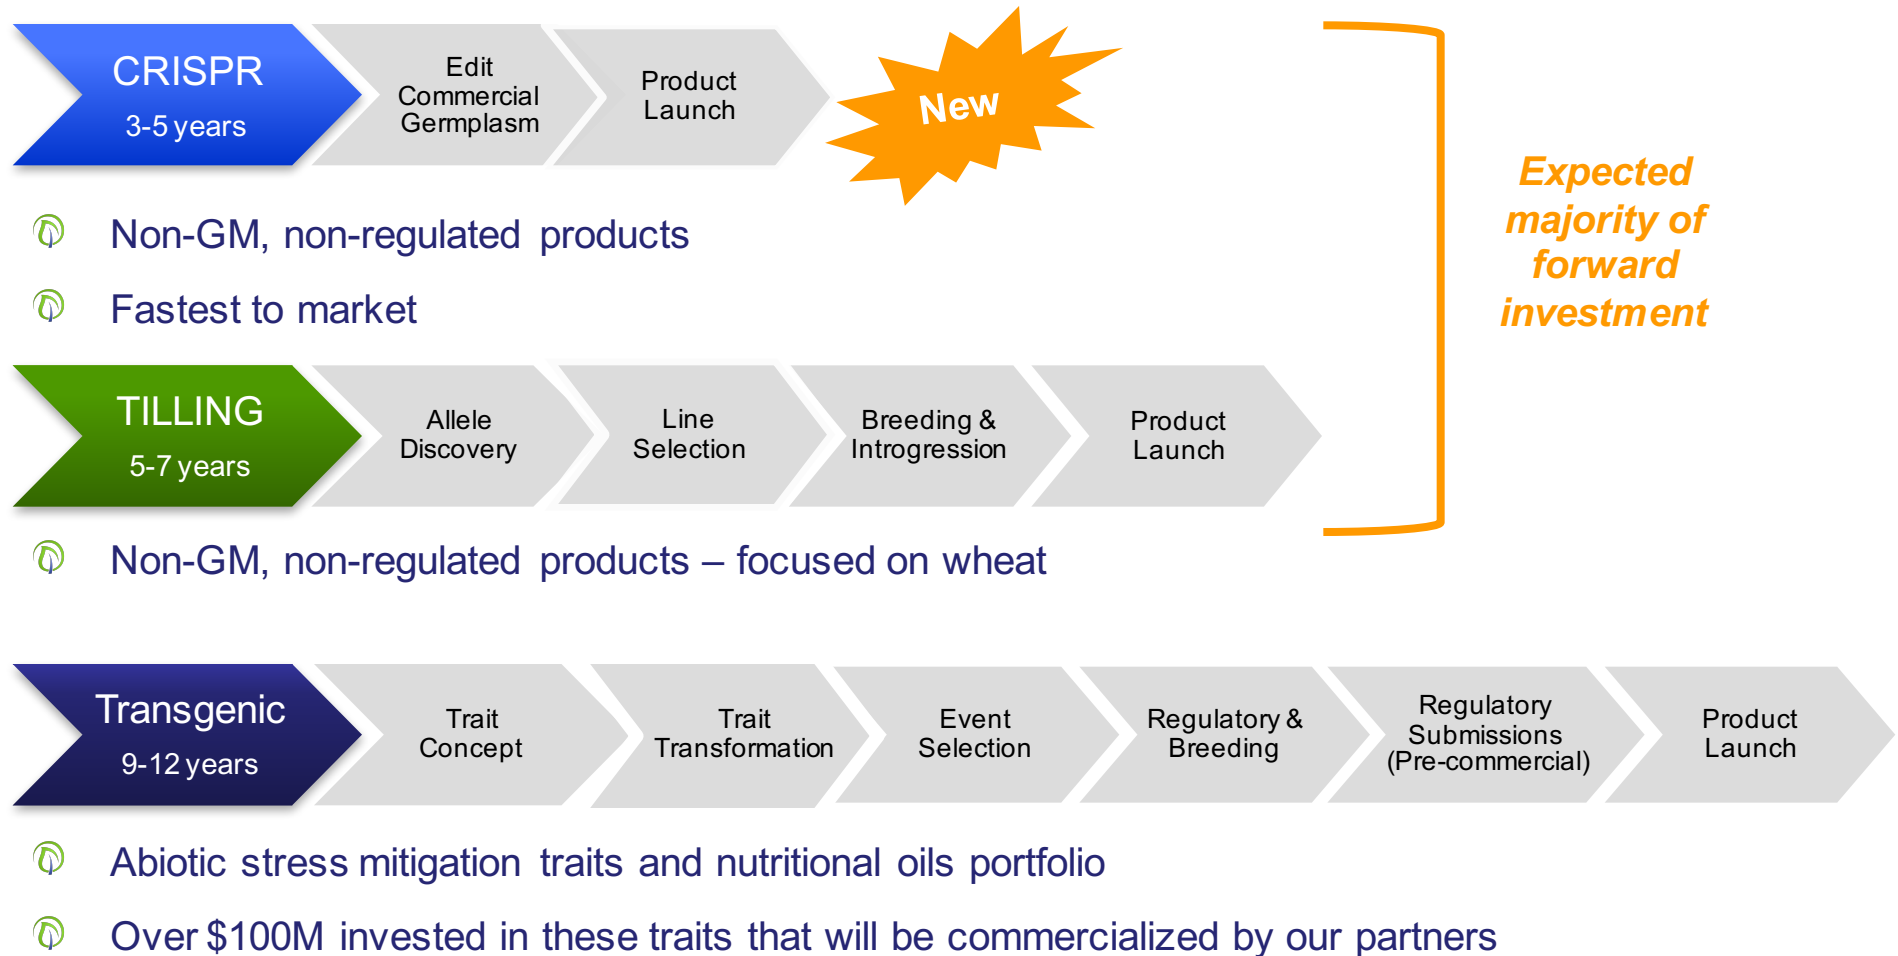 CRISPR
3-5 years
Edit
Commercial
Germplasm
Product
Launch
New
Non-GM, non-regulated products
Fastest to market
Expected
majority of
forward
investment
TILLING
5-7 years
Allele
Discovery
Line
Selection
Breeding &
Introgression
Product
Launch
Non-GM, non-regulated products – focused on wheat
Transgenic
9-12 years
Trait
Concept
Trait
Transformation
Event
Selection
Regulatory &
Breeding
Regulatory
Submissions
(Pre-commercial)
Product
Launch
Abiotic stress mitigation traits and nutritional oils portfolio
Over $100M invested in these traits that will be commercialized by our partners